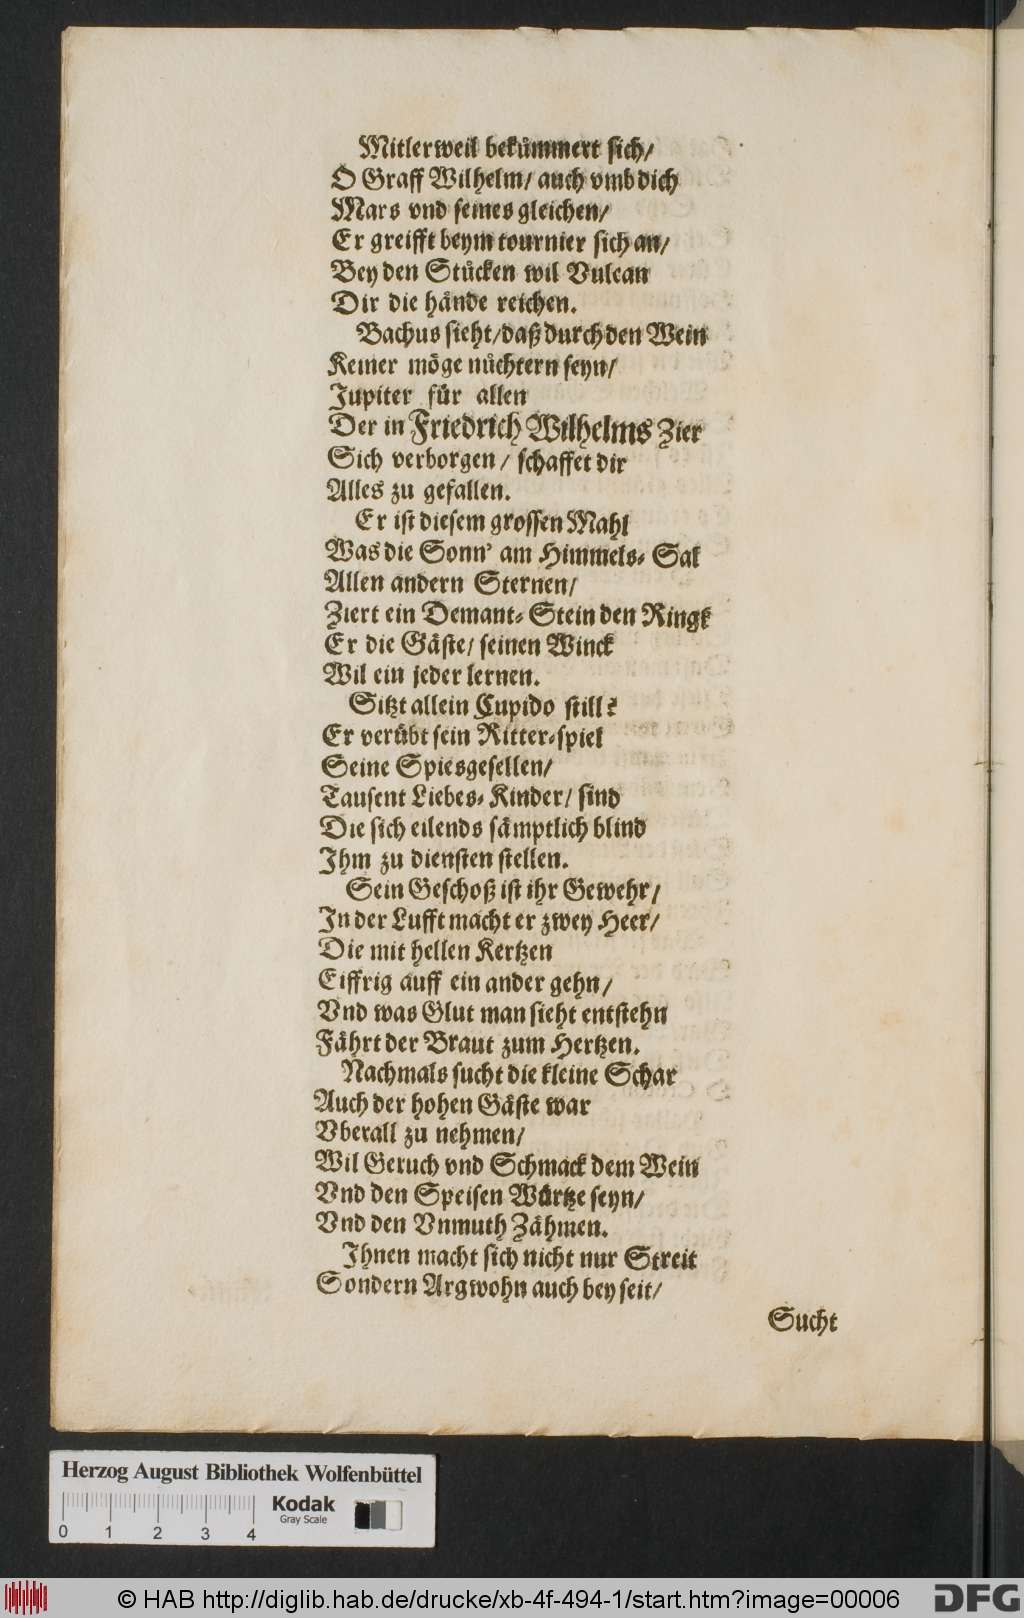 Mitlerweil bekümmert sich/
O Graff Wilhelm/ auch vmb dich
Mars vnd seines gleichen/
Er greifft beym tournier sich an/
Bey den Stücken wil Vulcan
Dir die hände reichen.
Bachus sieht/ daß durch den Wein
Keiner möge nüchtern seyn/
Jupiter für allen
Der in Friedrich Wilhelms Zier
Sich verborgen/ schaffet dir
Alles zu gefallen.
Er ist diesem grossen Mahl
Was die Sonn' am Himmels- Sal
Allen andern Sternen/
Ziert ein Demant- Stein den Ringk
Er die Gäste/ seinen Winck
Wil ein jeder lernen.
Sitzt allein Cupido still?
Er verübt sein Ritter-spiel
Seine Spiesgesellen/
Tausent Liebes- Kinder/ sind
Die sich eilends sämptlich blind
Ihm zu diensten stellen.
Sein Geschoß ist ihr Gewehr/
In der Lufft macht er zwey Heer/
Die mit hellen Kertzen
Eiffrig auff ein ander gehn/
Vnd was Glut man sieht entstehn
Fährt der Braut zum Hertzen.
Nachmals sucht die kleine Schar
Auch der hohen Gäste war
Vberall zu nehmen/
Wil Geruch vnd Schmack dem Wein
Vnd den Speisen Würtze seyn/
Vnd den Vnmuth Zähmen.
Ihnen macht sich nicht nur Streit
Sondern Argwohn auch bey seit/
Sucht
Herzog August Bibliothek Wolfenbüttel
Kodak
Gray Scale
0 1 2 3 4
© HAB http://diglib.hab.de/drucke/xb-4f-494-1/start.htm?image=00006
DFG